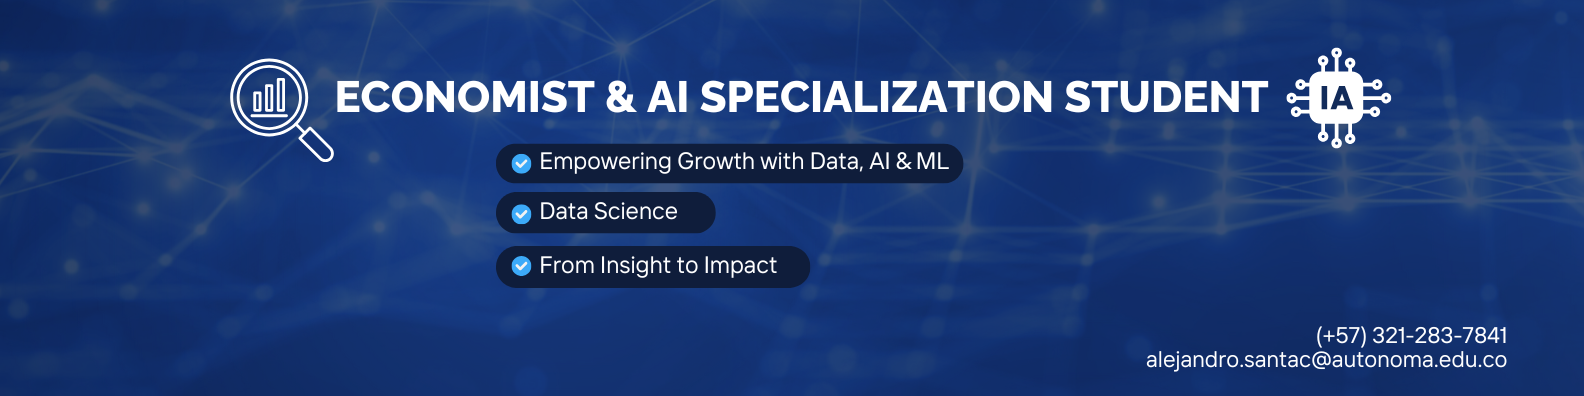 ECONOMIST & AI SPECIALIZATION STUDENT
IA
Empowering Growth with Data, AI & ML
Data Science
From Insight to Impact
(+57) 321-283-7841
alejandro.santac@autonoma.edu.co